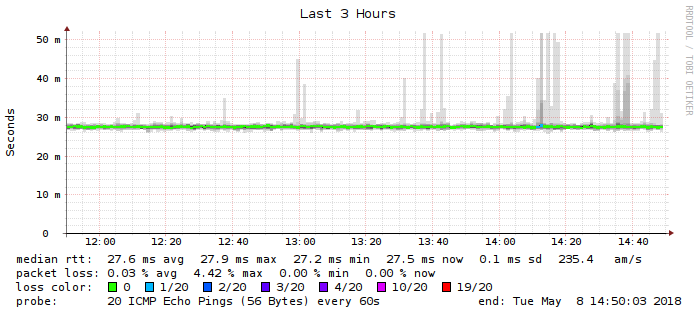 Last 3 Hours
RRDTOOL / TOBI OETIKER
Seconds
50 m
40 m
30 m
20 m
10 m
0
12:00 12:20 12:40 13:00 13:20 13:40 14:00 14:20 14:40
median rtt: 27.6 ms avg 27.9 ms max 27.2 ms min 27.5 ms now 0.1 ms sd 235.4 am/s
packet loss: 0.03 % avg 4.42 % max 0.00 % min 0.00 % now
loss color: 0 1/20 2/20 3/20 4/20 10/20 19/20
probe: 20 ICMP Echo Pings (56 Bytes) every 60s end: Tue May 8 14:50:03 2018